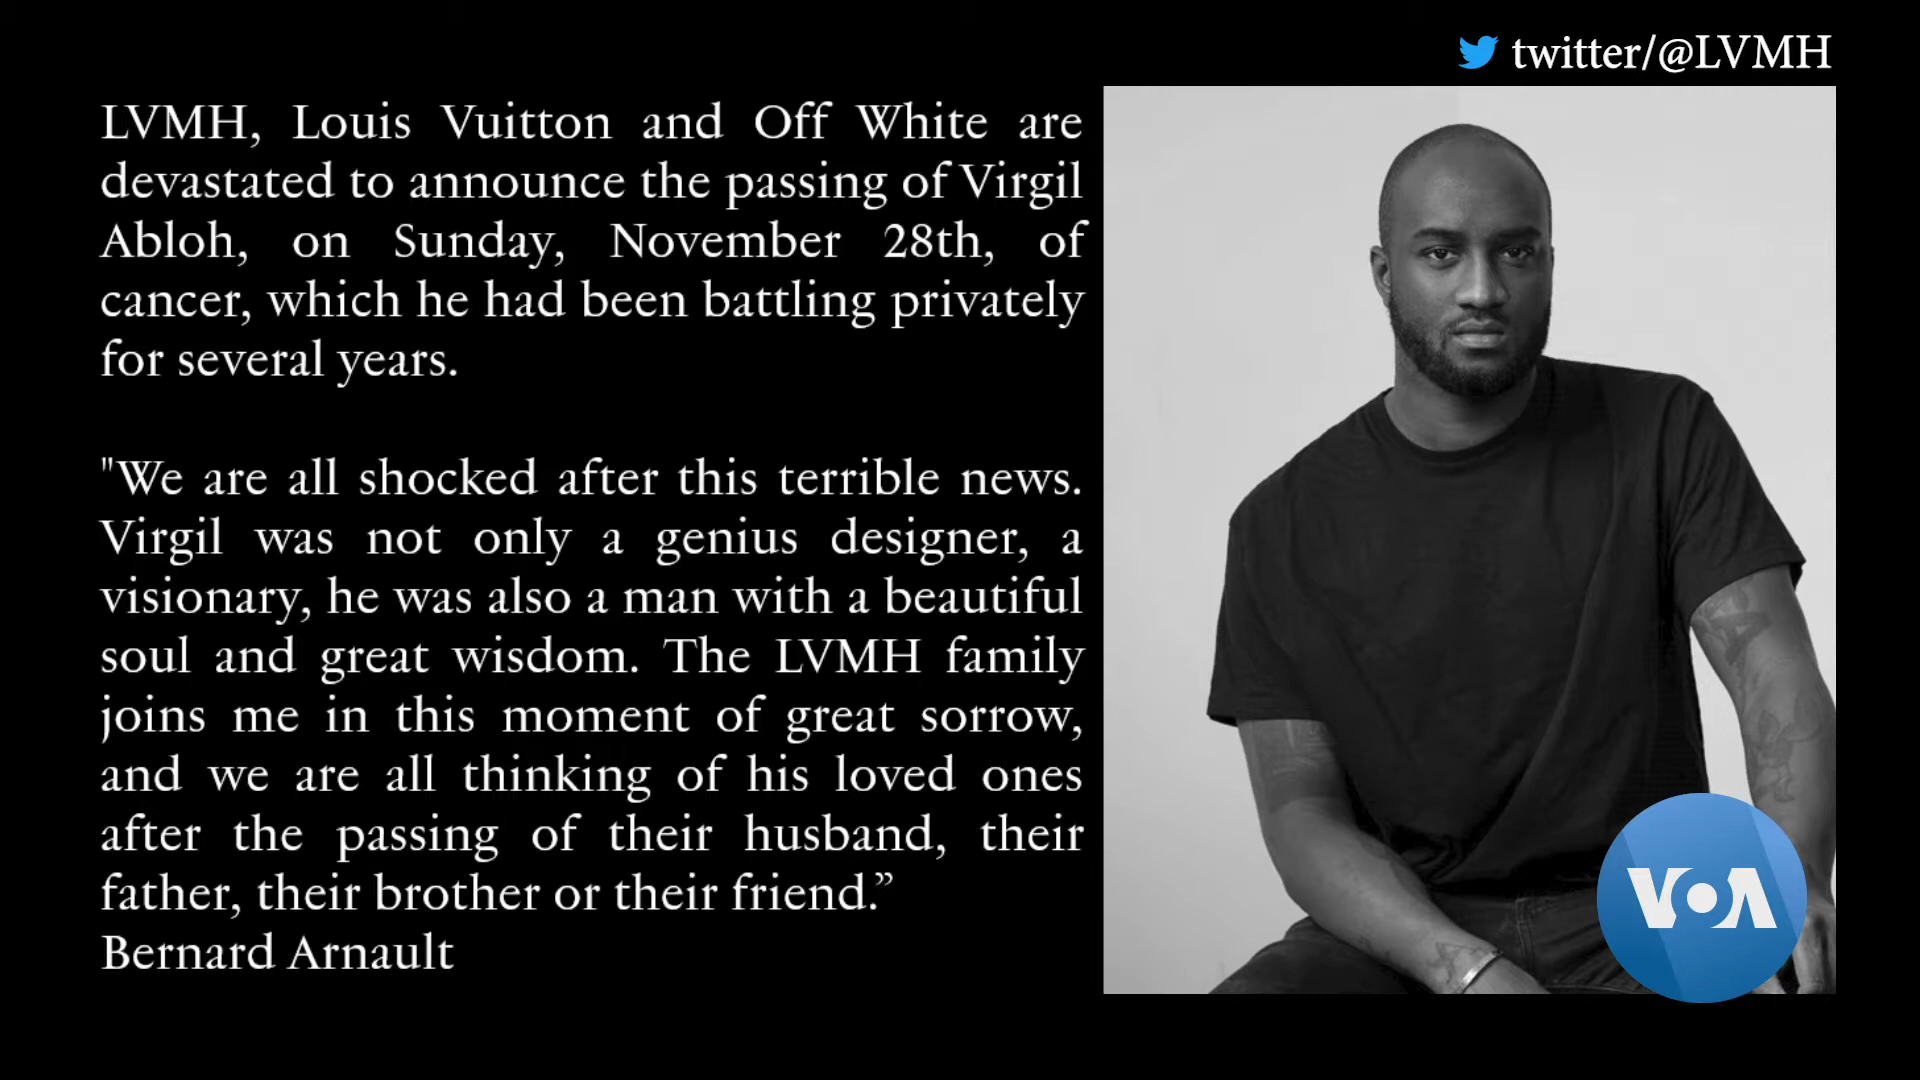 twitter/@LVMH
LVMH, Louis Vuitton and Off White are
devastated to announce the passing of Virgil
Abloh, on Sunday, November 28th, of
cancer, which he had been battling privately
for several years.
"We are all shocked after this terrible news.
Virgil was not only a genius designer, a
visionary, he was also a man with a beautiful
soul and great wisdom. The LVMH family
joins me in this moment of great sorrow,
and we are all thinking of his loved ones
after the passing of their husband, their
father, their brother or their friend.”
Bernard Arnault
VOA